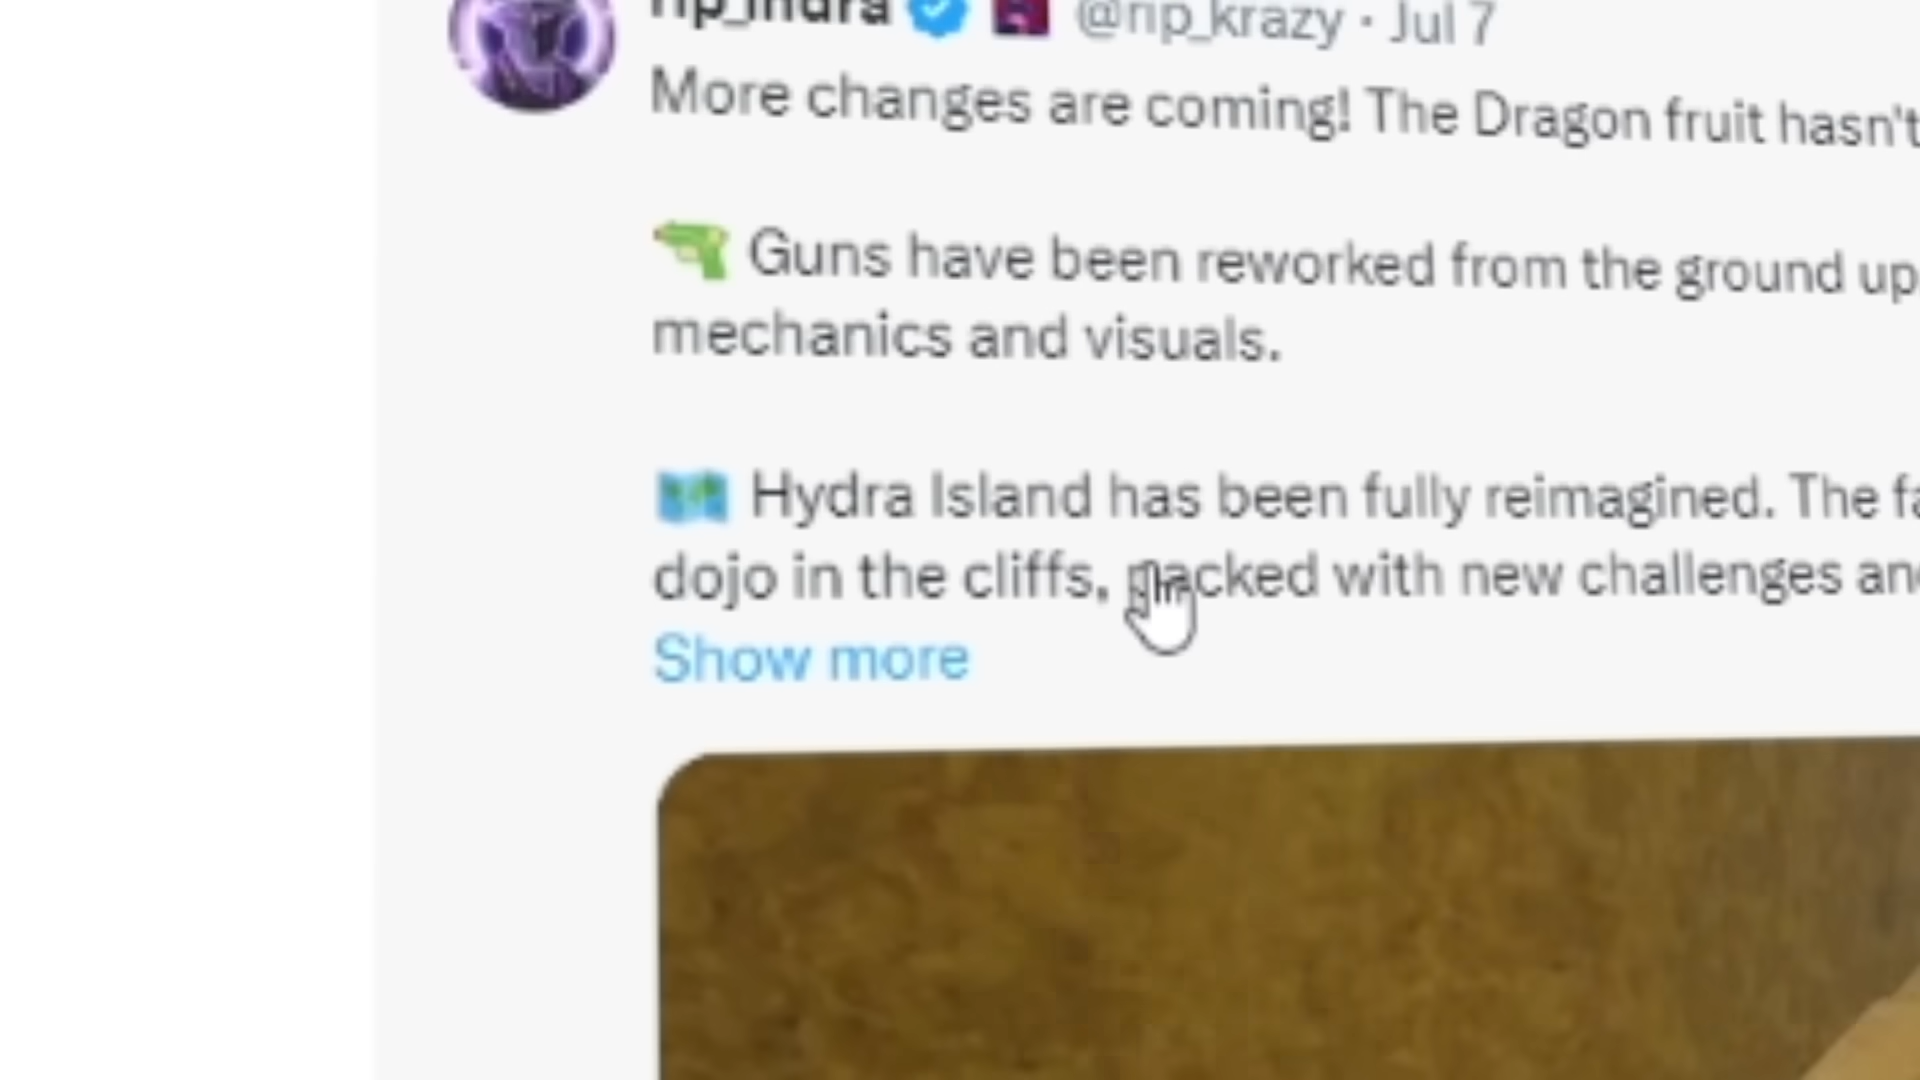 rip_indra @rip_krazy · Jul 7
More changes are coming! The Dragon fruit hasn't
Guns have been reworked from the ground up
mechanics and visuals.
Hydra Island has been fully reimagined. The
dojo in the cliffs, packed with new challenges
Show more